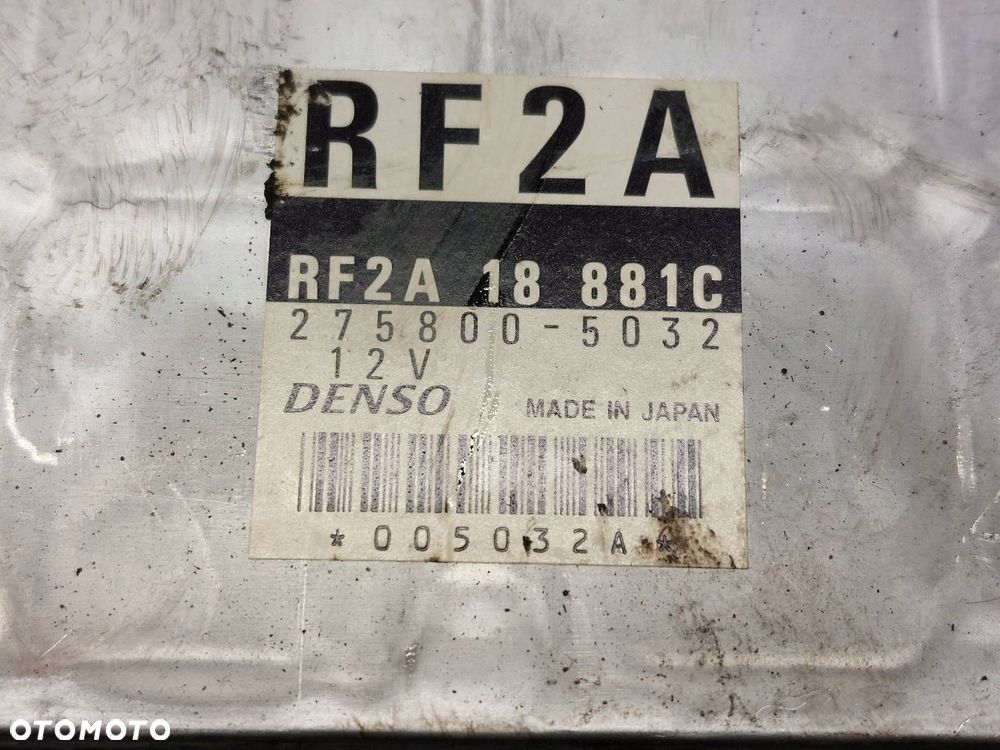 RF2A
RF2A 18 881C
275800-5032
12V
DENSO MADE IN JAPAN
*005032A*
OTOMOTO